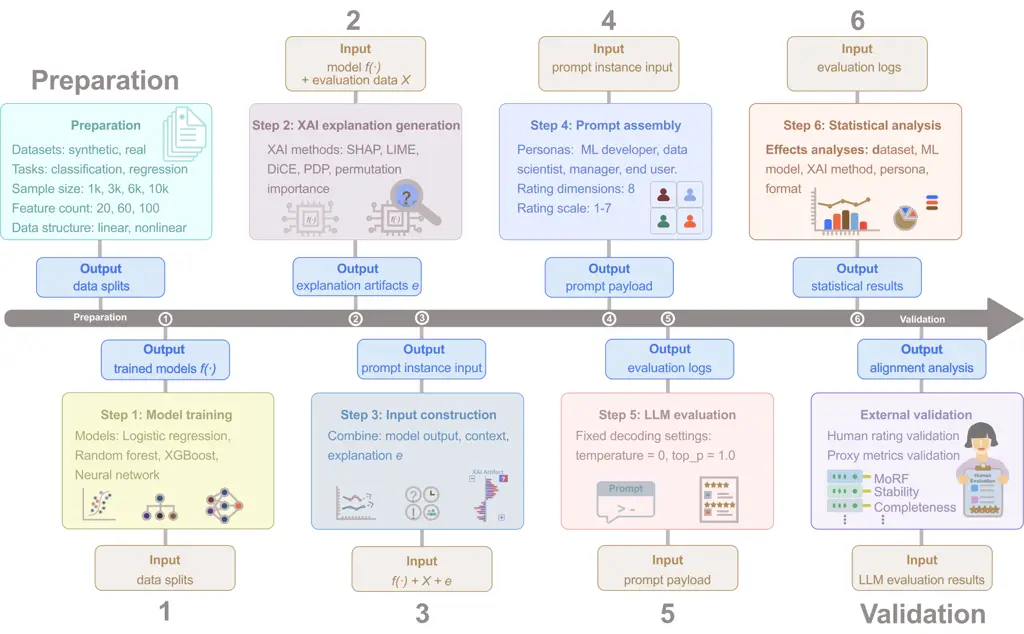 2
4
6
Input
model f(·)
+ evaluation data X
Input
prompt instance input
Input
evaluation logs
Preparation
Preparation
Datasets: synthetic, real
Tasks: classification, regression
Sample size: 1k, 3k, 6k, 10k
Feature count: 20, 60, 100
Data structure: linear, nonlinear
Step 2: XAI explanation generation
XAI methods: SHAP, LIME,
DiCE, PDP, permutation
importance
?
f(·)
f(·)
Step 4: Prompt assembly
Personas: ML developer, data
scientist, manager, end user.
Rating dimensions: 8
Rating scale: 1-7
Step 6: Statistical analysis
Effects analyses: dataset, ML
model, XAI method, persona,
format
Output
data splits
Output
explanation artifacts e
Output
prompt payload
Output
statistical results
Preparation
1
2
3
4
5
6
Validation
Output
trained models f(·)
Output
prompt instance input
Output
evaluation logs
Output
alignment analysis
Step 1: Model training
Models: Logistic regression,
Random forest, XGBoost,
Neural network
Step 3: Input construction
Combine: model output, context,
explanation e
XAI Artifact
?
?
!
Step 5: LLM evaluation
Fixed decoding settings:
temperature = 0, top_p = 1.0
Prompt
> -
External validation
Human rating validation
Proxy metrics validation
MoRF
Stability
Completeness
Human
Evaluation
Input
data splits
Input
f(·) + X + e
Input
prompt payload
Input
LLM evaluation results
1
3
5
Validation